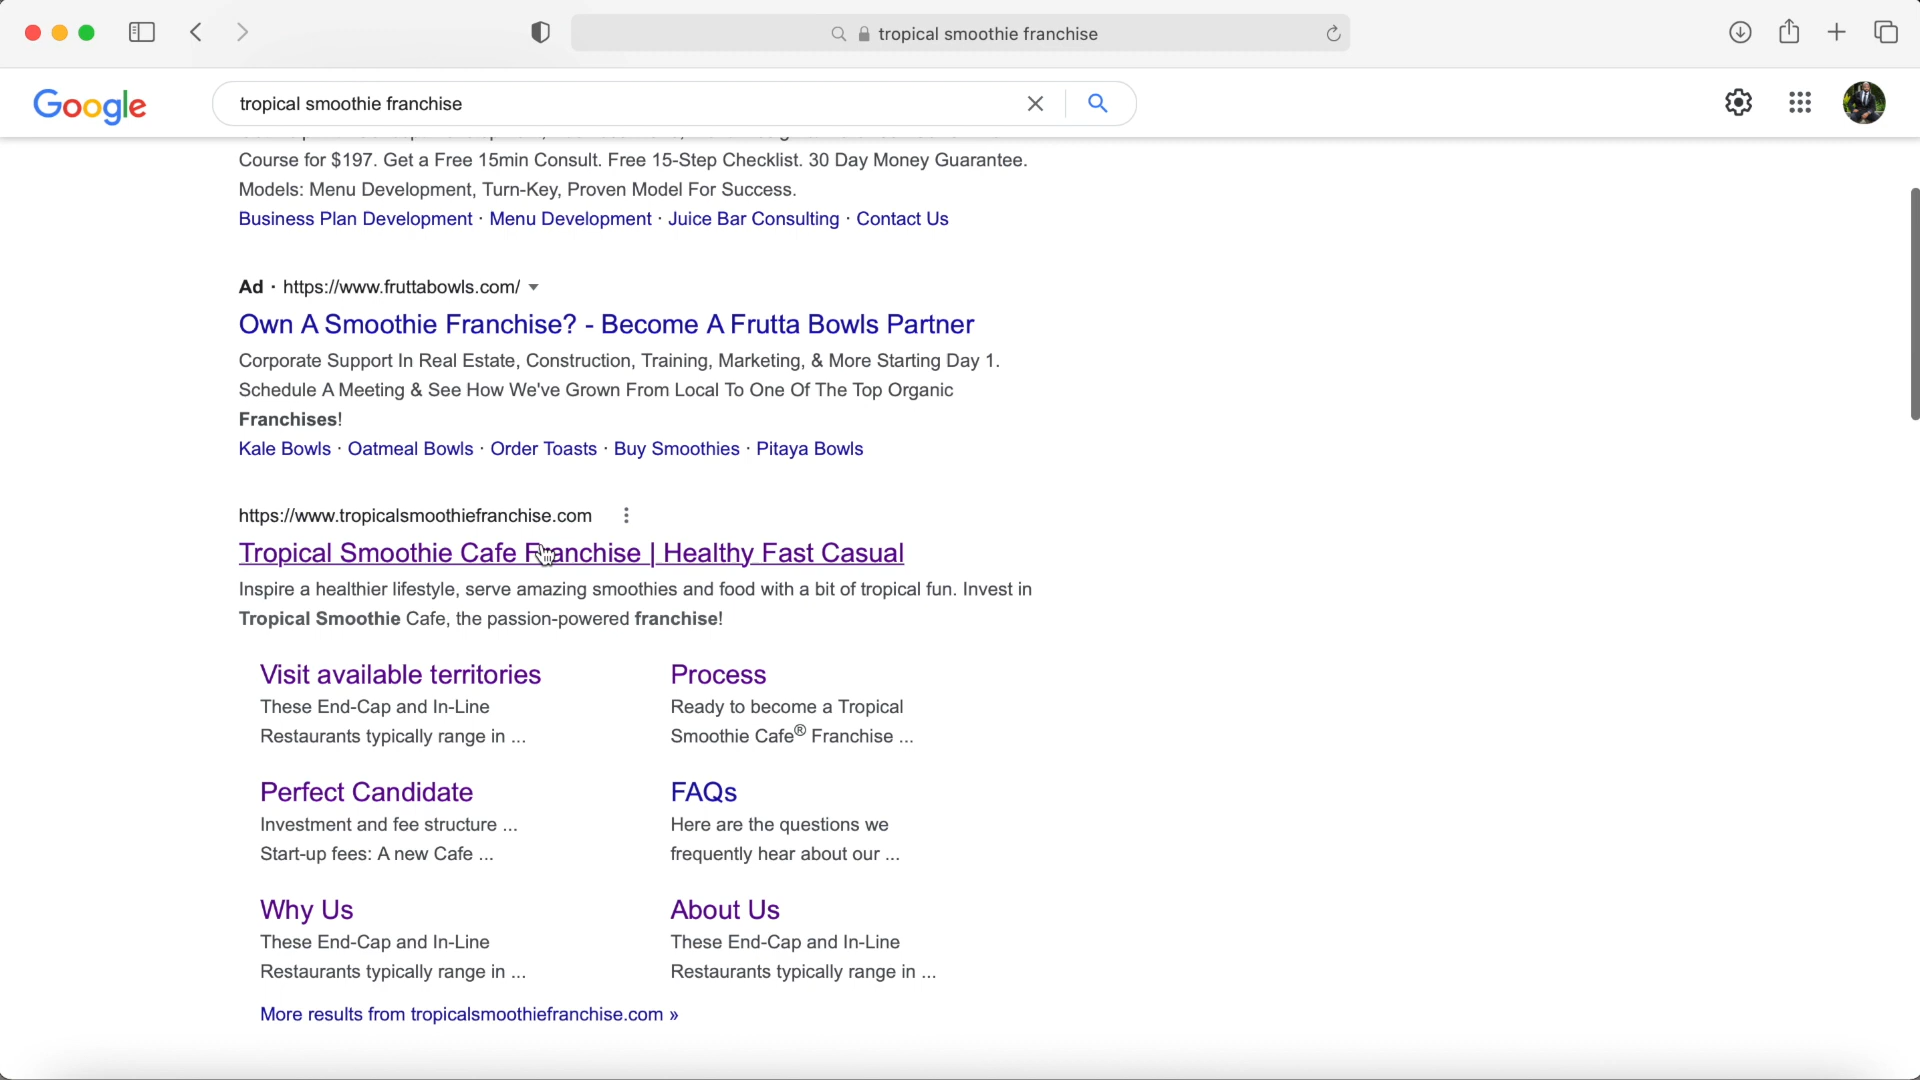 tropical smoothie franchise
Google
tropical smoothie franchise
Course for $197. Get a Free 15min Consult. Free 15-Step Checklist. 30 Day Money Guarantee.
Models: Menu Development, Turn-Key, Proven Model For Success.
Business Plan Development · Menu Development · Juice Bar Consulting · Contact Us
Ad · https://www.fruttabowls.com/
Own A Smoothie Franchise? - Become A Frutta Bowls Partner
Corporate Support In Real Estate, Construction, Training, Marketing, & More Starting Day 1.
Schedule A Meeting & See How We've Grown From Local To One Of The Top Organic
Franchises!
Kale Bowls · Oatmeal Bowls · Order Toasts · Buy Smoothies · Pitaya Bowls
https://www.tropicalsmoothiefranchise.com
Tropical Smoothie Cafe Franchise | Healthy Fast Casual
Inspire a healthier lifestyle, serve amazing smoothies and food with a bit of tropical fun. Invest in
Tropical Smoothie Cafe, the passion-powered franchise!
Visit available territories
These End-Cap and In-Line
Restaurants typically range in ...
Process
Ready to become a Tropical
Smoothie Cafe® Franchise ...
Perfect Candidate
Investment and fee structure ...
Start-up fees: A new Cafe ...
FAQs
Here are the questions we
frequently hear about our ...
Why Us
These End-Cap and In-Line
Restaurants typically range in ...
About Us
These End-Cap and In-Line
Restaurants typically range in ...
More results from tropicalsmoothiefranchise.com »